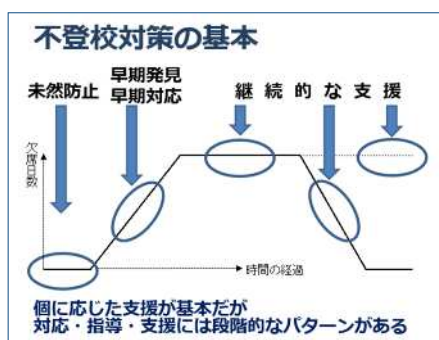 不登校対策の基本
未然防止
早期発見
早期対応
継続的な支援
欠席日数
時間の経過
個に応じた支援が基本だが
対応・指導・支援には段階的なパターンがある